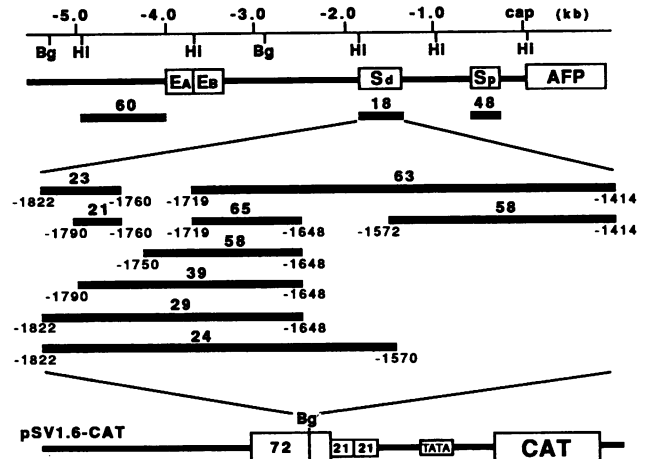 -5.0 -4.0 -3.0 -2.0 -1.0 cap (kb)
Bg HI HI Bg HI HI HI
EA EB Sd Sp AFP
60 18 48
23 63
-1822 -1760 -1719 -1414
21 65 58
-1790 -1760 -1719 -1648 -1572 -1414
58
-1750 -1648
39
-1790 -1648
29
-1822 -1648
24
-1822 -1570
Bg
pSV1.6-CAT
72 21 21 TATA CAT